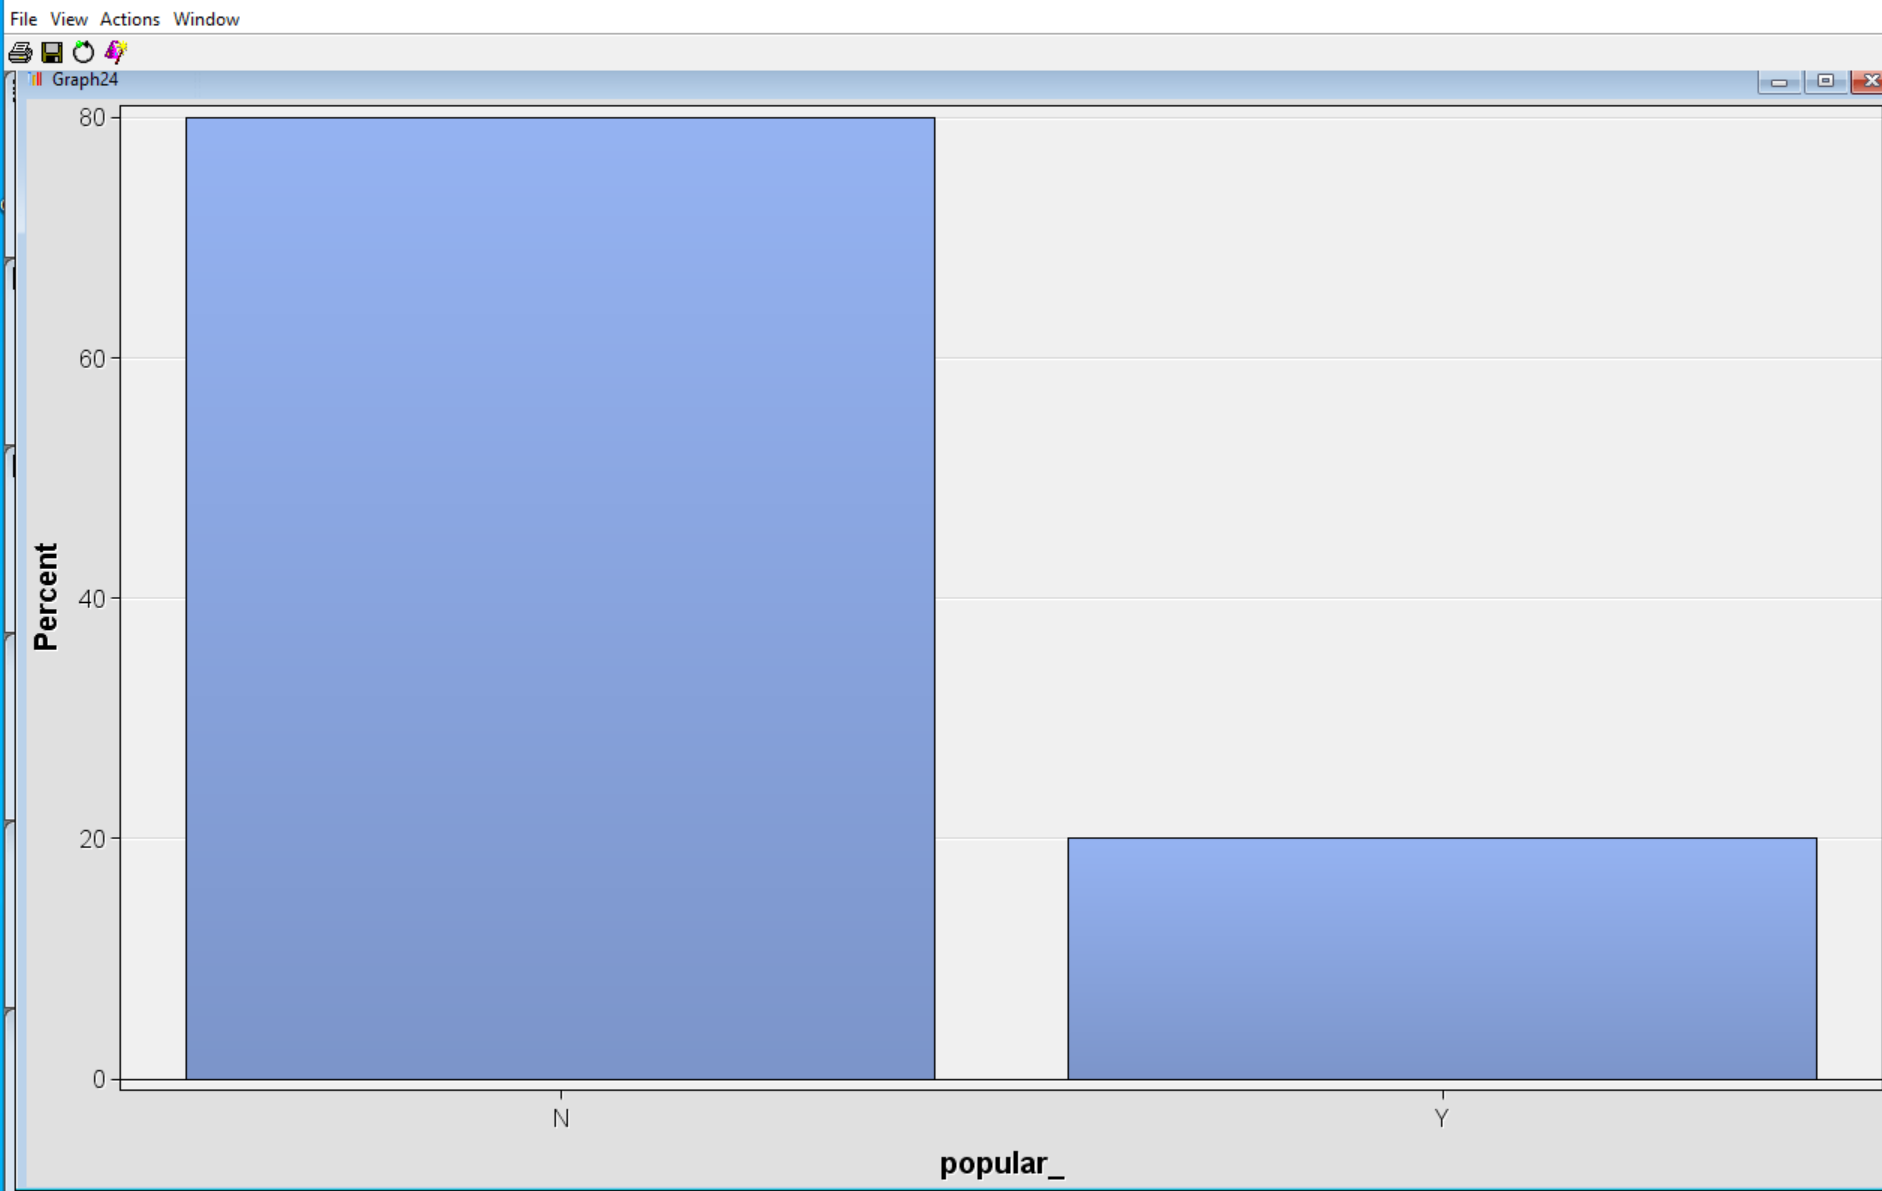 File View Actions Window
Graph24
80
60
40
20
0
Percent
N Y
popular_